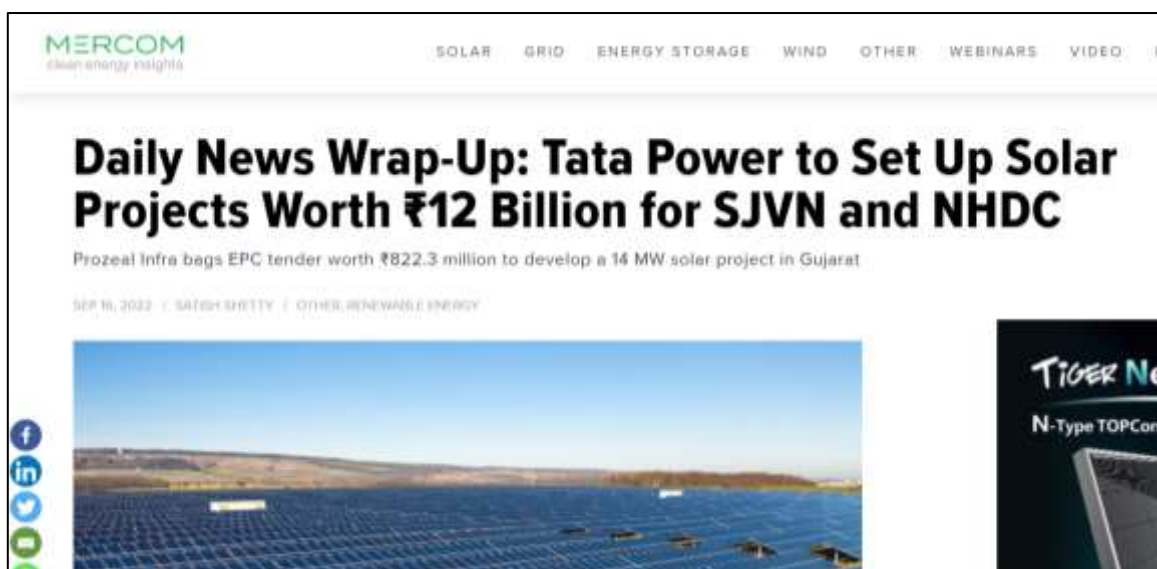 MERCOM
clean energy insights
SOLAR GRID ENERGY STORAGE WIND OTHER WEBINARS VIDEO
Daily News Wrap-Up: Tata Power to Set Up Solar
Projects Worth ₹12 Billion for SJVN and NHDC
Prozeal Infra bags EPC tender worth ₹822.3 million to develop a 14 MW solar project in Gujarat
SEP 16, 2022 / SATISH SHETTY / OTHER, RENEWABLE ENERGY
TIGER Ne
N-Type TOPCon
in